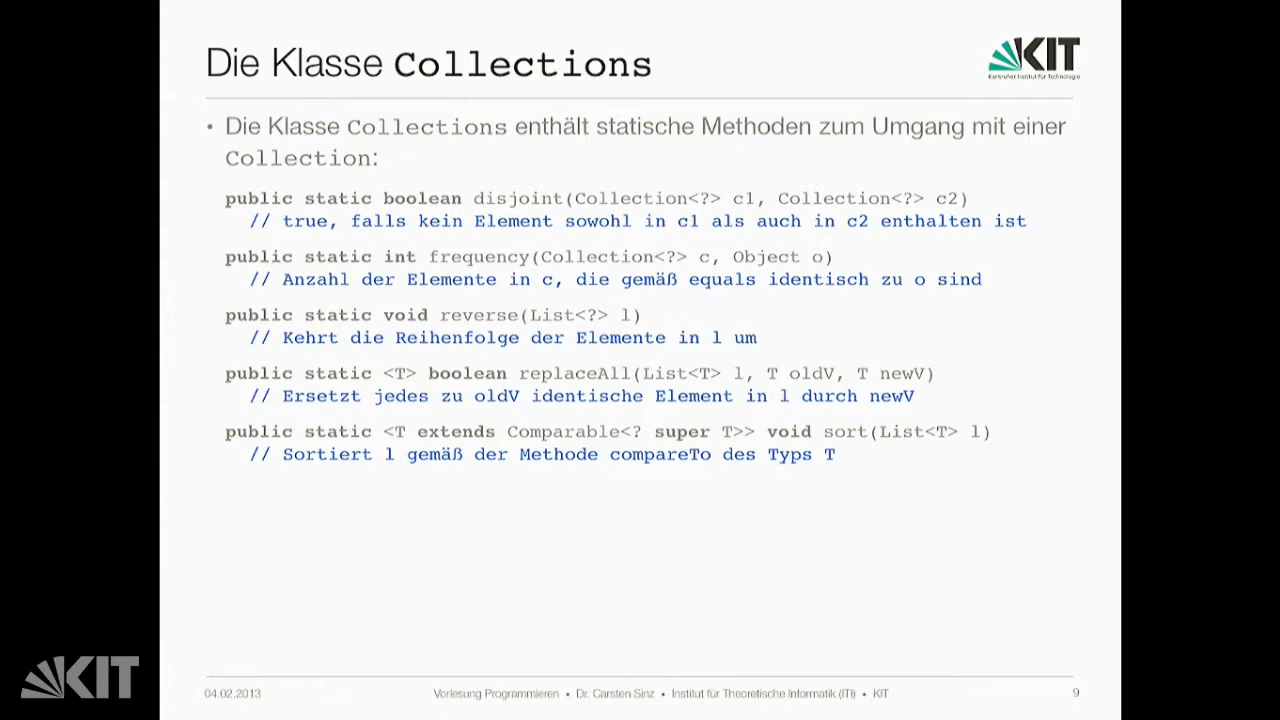 Die Klasse Collections
KIT
Karlsruher Institut für Technologie
• Die Klasse Collections enthält statische Methoden zum Umgang mit einer
Collection:
public static boolean disjoint(Collection<?> c1, Collection<?> c2)
// true, falls kein Element sowohl in c1 als auch in c2 enthalten ist
public static int frequency(Collection<?> c, Object o)
// Anzahl der Elemente in c, die gemäß equals identisch zu o sind
public static void reverse(List<?> l)
// Kehrt die Reihenfolge der Elemente in l um
public static <T> boolean replaceAll(List<T> l, T oldV, T newV)
// Ersetzt jedes zu oldV identische Element in l durch newV
public static <T extends Comparable<? super T>> void sort(List<T> l)
// Sortiert l gemäß der Methode compareTo des Typs T
KIT
04.02.2013 Vorlesung Programmieren • Dr. Carsten Sinz • Institut für Theoretische Informatik (ITI) • KIT 9